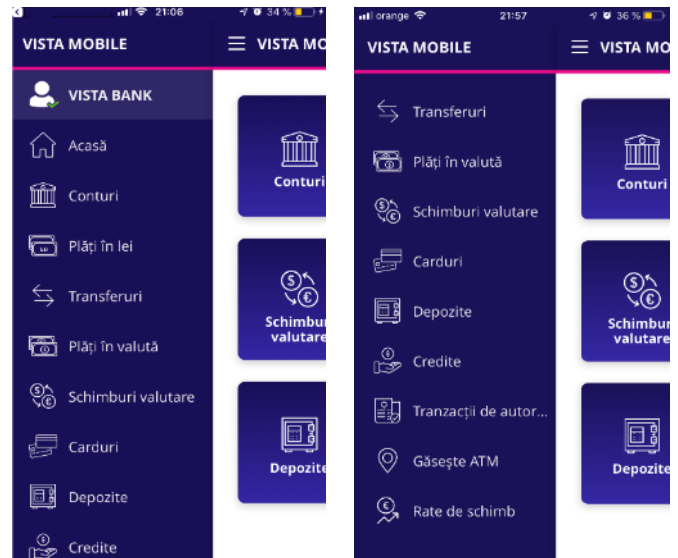 21:06
34 %
VISTA MOBILE
VISTA MO
VISTA BANK
Acasă
Conturi
Plăți în lei
Transferuri
Plăți în valută
Schimburi valutare
Carduri
Depozite
Credite
Conturi
Schimbur
valutare
Depozite
orange
21:57
36 %
VISTA MOBILE
VISTA MO
Transferuri
Plăți în valută
Schimburi valutare
Carduri
Depozite
Credite
Tranzacții de autor...
Găsește ATM
Rate de schimb
Conturi
Schimbur
valutare
Depozite